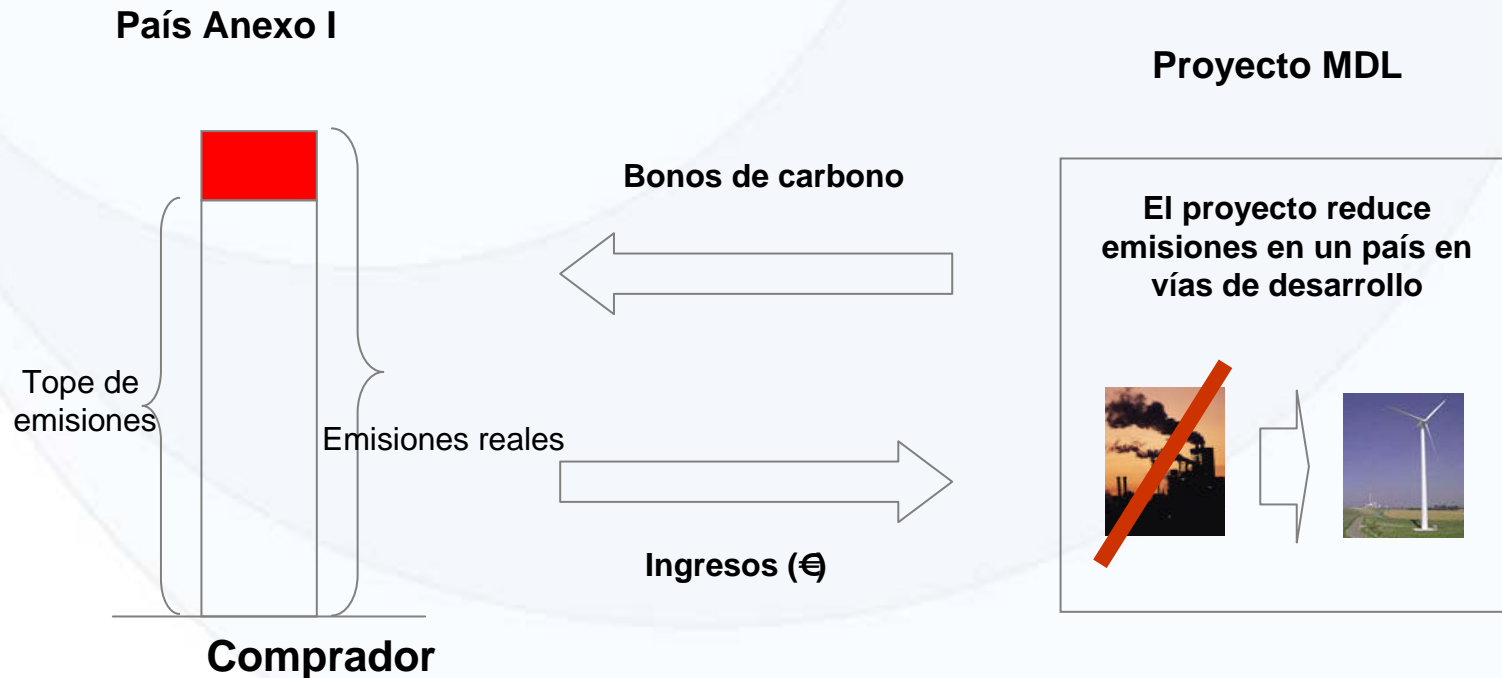 País Anexo I
Proyecto MDL
Bonos de carbono
El proyecto reduce
emisiones en un país en
vías de desarrollo
Tope de
emisiones
Emisiones reales
Ingresos (€)
Comprador